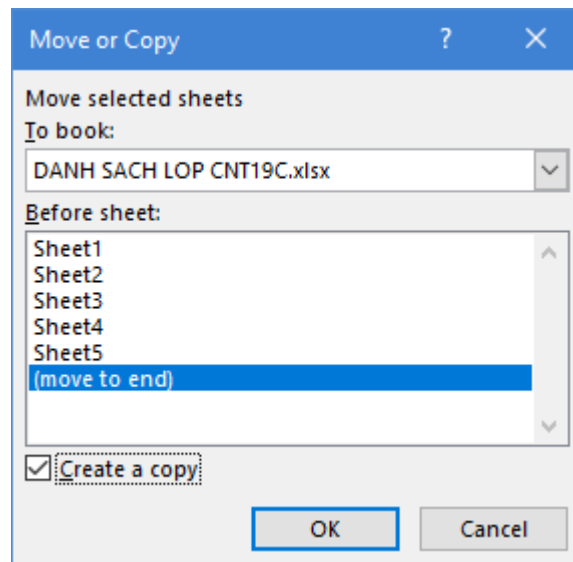 Move or Copy ?
Move selected sheets
To book:
DANH SACH LOP CNT19C.xlsx
Before sheet:
Sheet1
Sheet2
Sheet3
Sheet4
Sheet5
(move to end)
Create a copy
OK Cancel